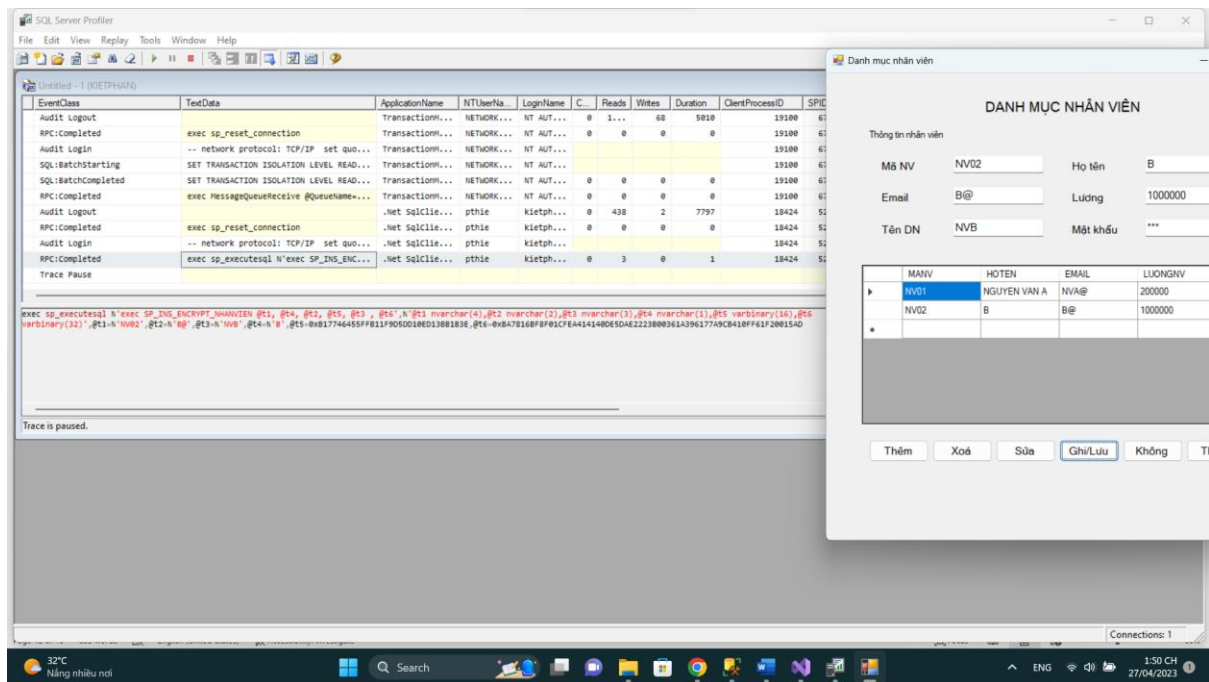 SQL Server Profiler
File Edit View Replay Tools Window Help
Untitled - 1 (KIETPHAN)
EventClass TextData ApplicationName NTUserNa... LoginName C... Reads Writes Duration ClientProcessID SPID
Audit Logout TransactionM... NETWORK... NT AUT... 0 1... 68 5010 19100
RPC:Completed exec sp_reset_connection TransactionM... NETWORK... NT AUT... 0 0 0 0 19100
Audit Login -- network protocol: TCP/IP set quo... TransactionM... NETWORK... NT AUT... 19100
SQL:BatchStarting SET TRANSACTION ISOLATION LEVEL READ... TransactionM... NETWORK... NT AUT... 19100
SQL:BatchCompleted SET TRANSACTION ISOLATION LEVEL READ... TransactionM... NETWORK... NT AUT... 0 0 0 0 19100
RPC:Completed exec MessageQueueReceive @QueueName=... TransactionM... NETWORK... NT AUT... 0 0 0 0 19100
Audit Logout .Net SqlClie... pthie kietph... 0 438 2 7797 18424 52
RPC:Completed exec sp_reset_connection .Net SqlClie... pthie kietph... 0 0 0 0 18424 52
Audit Login -- network protocol: TCP/IP set quo... .Net SqlClie... pthie kietph... 18424 52
RPC:Completed exec sp_executesql N'exec SP_INS_ENC... .Net SqlClie... pthie kietph... 0 3 0 1 18424 52
Trace Pause
exec sp_executesql N'exec SP_INS_ENCRYPT_NHANVIEN @t1, @t4, @t2, @t5, @t3 , @t6',N'@t1 nvarchar(4),@t2 nvarchar(2),@t3 nvarchar(3),@t4 nvarchar(1),@t5 varbinary(16),@t6
varbinary(32)',@t1=N'NV02',@t2=N'B@',@t3=N'NVB',@t4=N'B',
Trace is paused.
Connections: 1
Danh mục nhân viên
DANH MỤC NHÂN VIÊN
Thông tin nhân viên
Mã NV NV02 Họ tên B
Email B@ Lương 1000000
Tên DN NVB Mật khẩu ***
MANV HOTEN EMAIL LUONGNV
NV01 NGUYEN VAN A NVA@ 200000
NV02 B B@ 1000000
Thêm Xoá Sửa Ghi/Lưu Không
32°C
Nắng nhiều nơi
Search
ENG
1:50 CH
27/04/2023